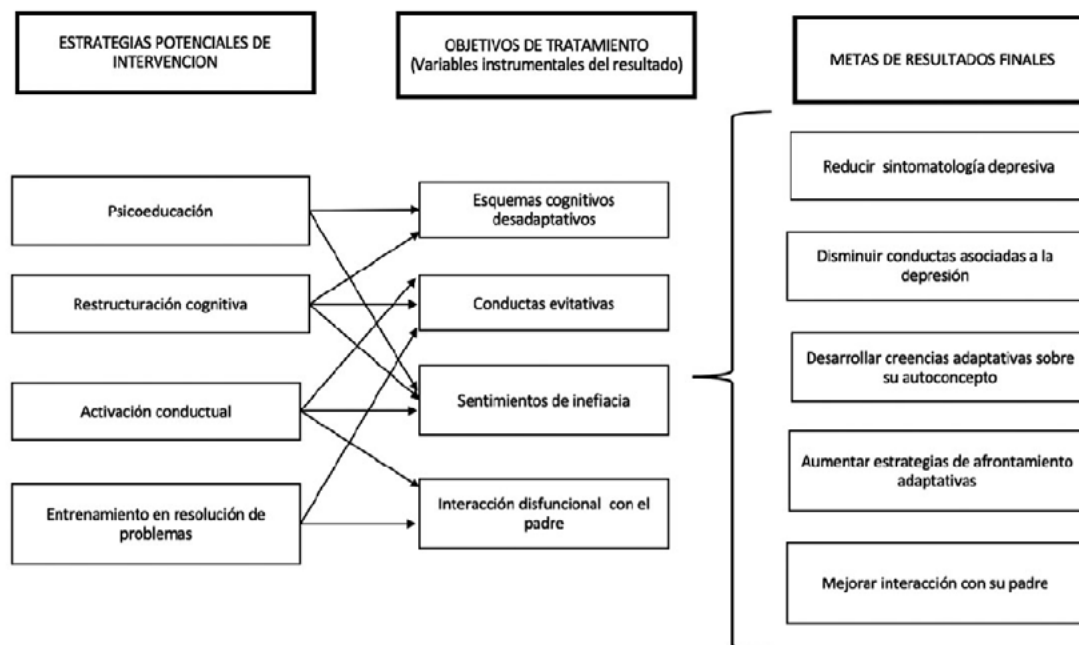 ESTRATEGIAS POTENCIALES DE
INTERVENCION
OBJETIVOS DE TRATAMIENTO
(Variables instrumentales del resultado)
METAS DE RESULTADOS FINALES
Psicoeducación
Restructuración cognitiva
Activación conductual
Entrenamiento en resolución de
problemas
Esquemas cognitivos
desadaptativos
Conductas evitativas
Sentimientos de inefiacia
Interacción disfuncional con el
padre
Reducir sintomatología depresiva
Disminuir conductas asociadas a la
depresión
Desarrollar creencias adaptativas sobre
su autoconcepto
Aumentar estrategias de afrontamiento
adaptativas
Mejorar interacción con su padre